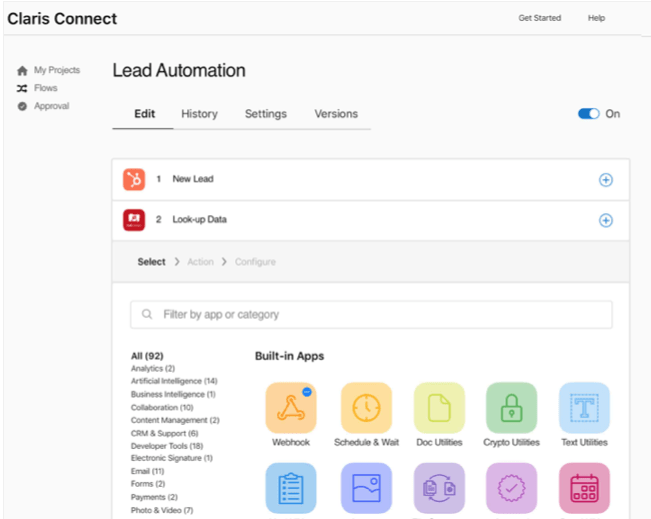 Claris Connect
Get Started Help
My Projects
Flows
Approval
Lead Automation
Edit History Settings Versions
On
1 New Lead
2 Look-up Data
Select Action Configure
Filter by app or category
All (92)
Analytics (2)
Artificial Intelligence (14)
Business Intelligence (1)
Collaboration (10)
Content Management (2)
CRM & Support (6)
Developer Tools (18)
Electronic Signature (1)
Email (11)
Forms (2)
Payments (2)
Photo & Video (7)
Built-in Apps
Webhook Schedule & Wait Doc Utilities Crypto Utilities Text Utilities